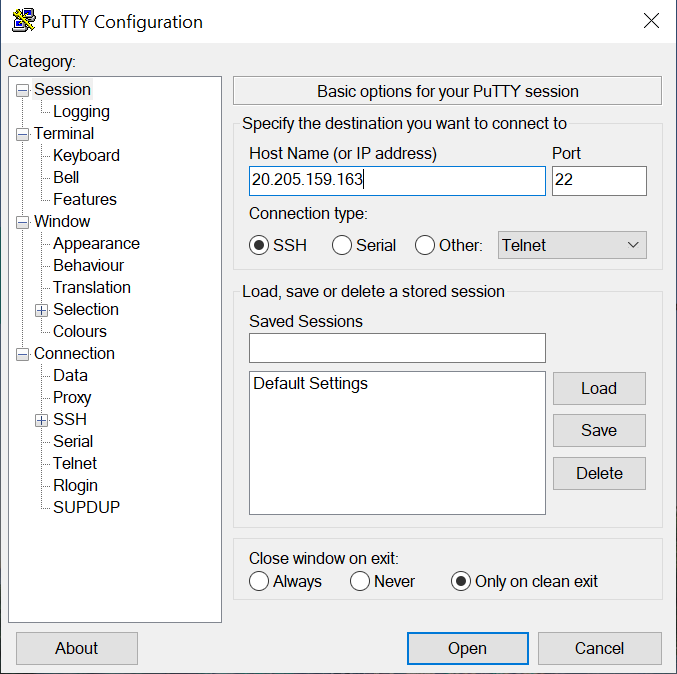 PuTTY Configuration
Category:
Session
Logging
Terminal
Keyboard
Bell
Features
Window
Appearance
Behaviour
Translation
Selection
Colours
Connection
Data
Proxy
SSH
Serial
Telnet
Rlogin
SUPDUP
Basic options for your PuTTY session
Specify the destination you want to connect to
Host Name (or IP address) Port
20.205.159.163 22
Connection type:
SSH Serial Other: Telnet
Load, save or delete a stored session
Saved Sessions
Default Settings
Load
Save
Delete
Close window on exit:
Always Never Only on clean exit
About Open Cancel